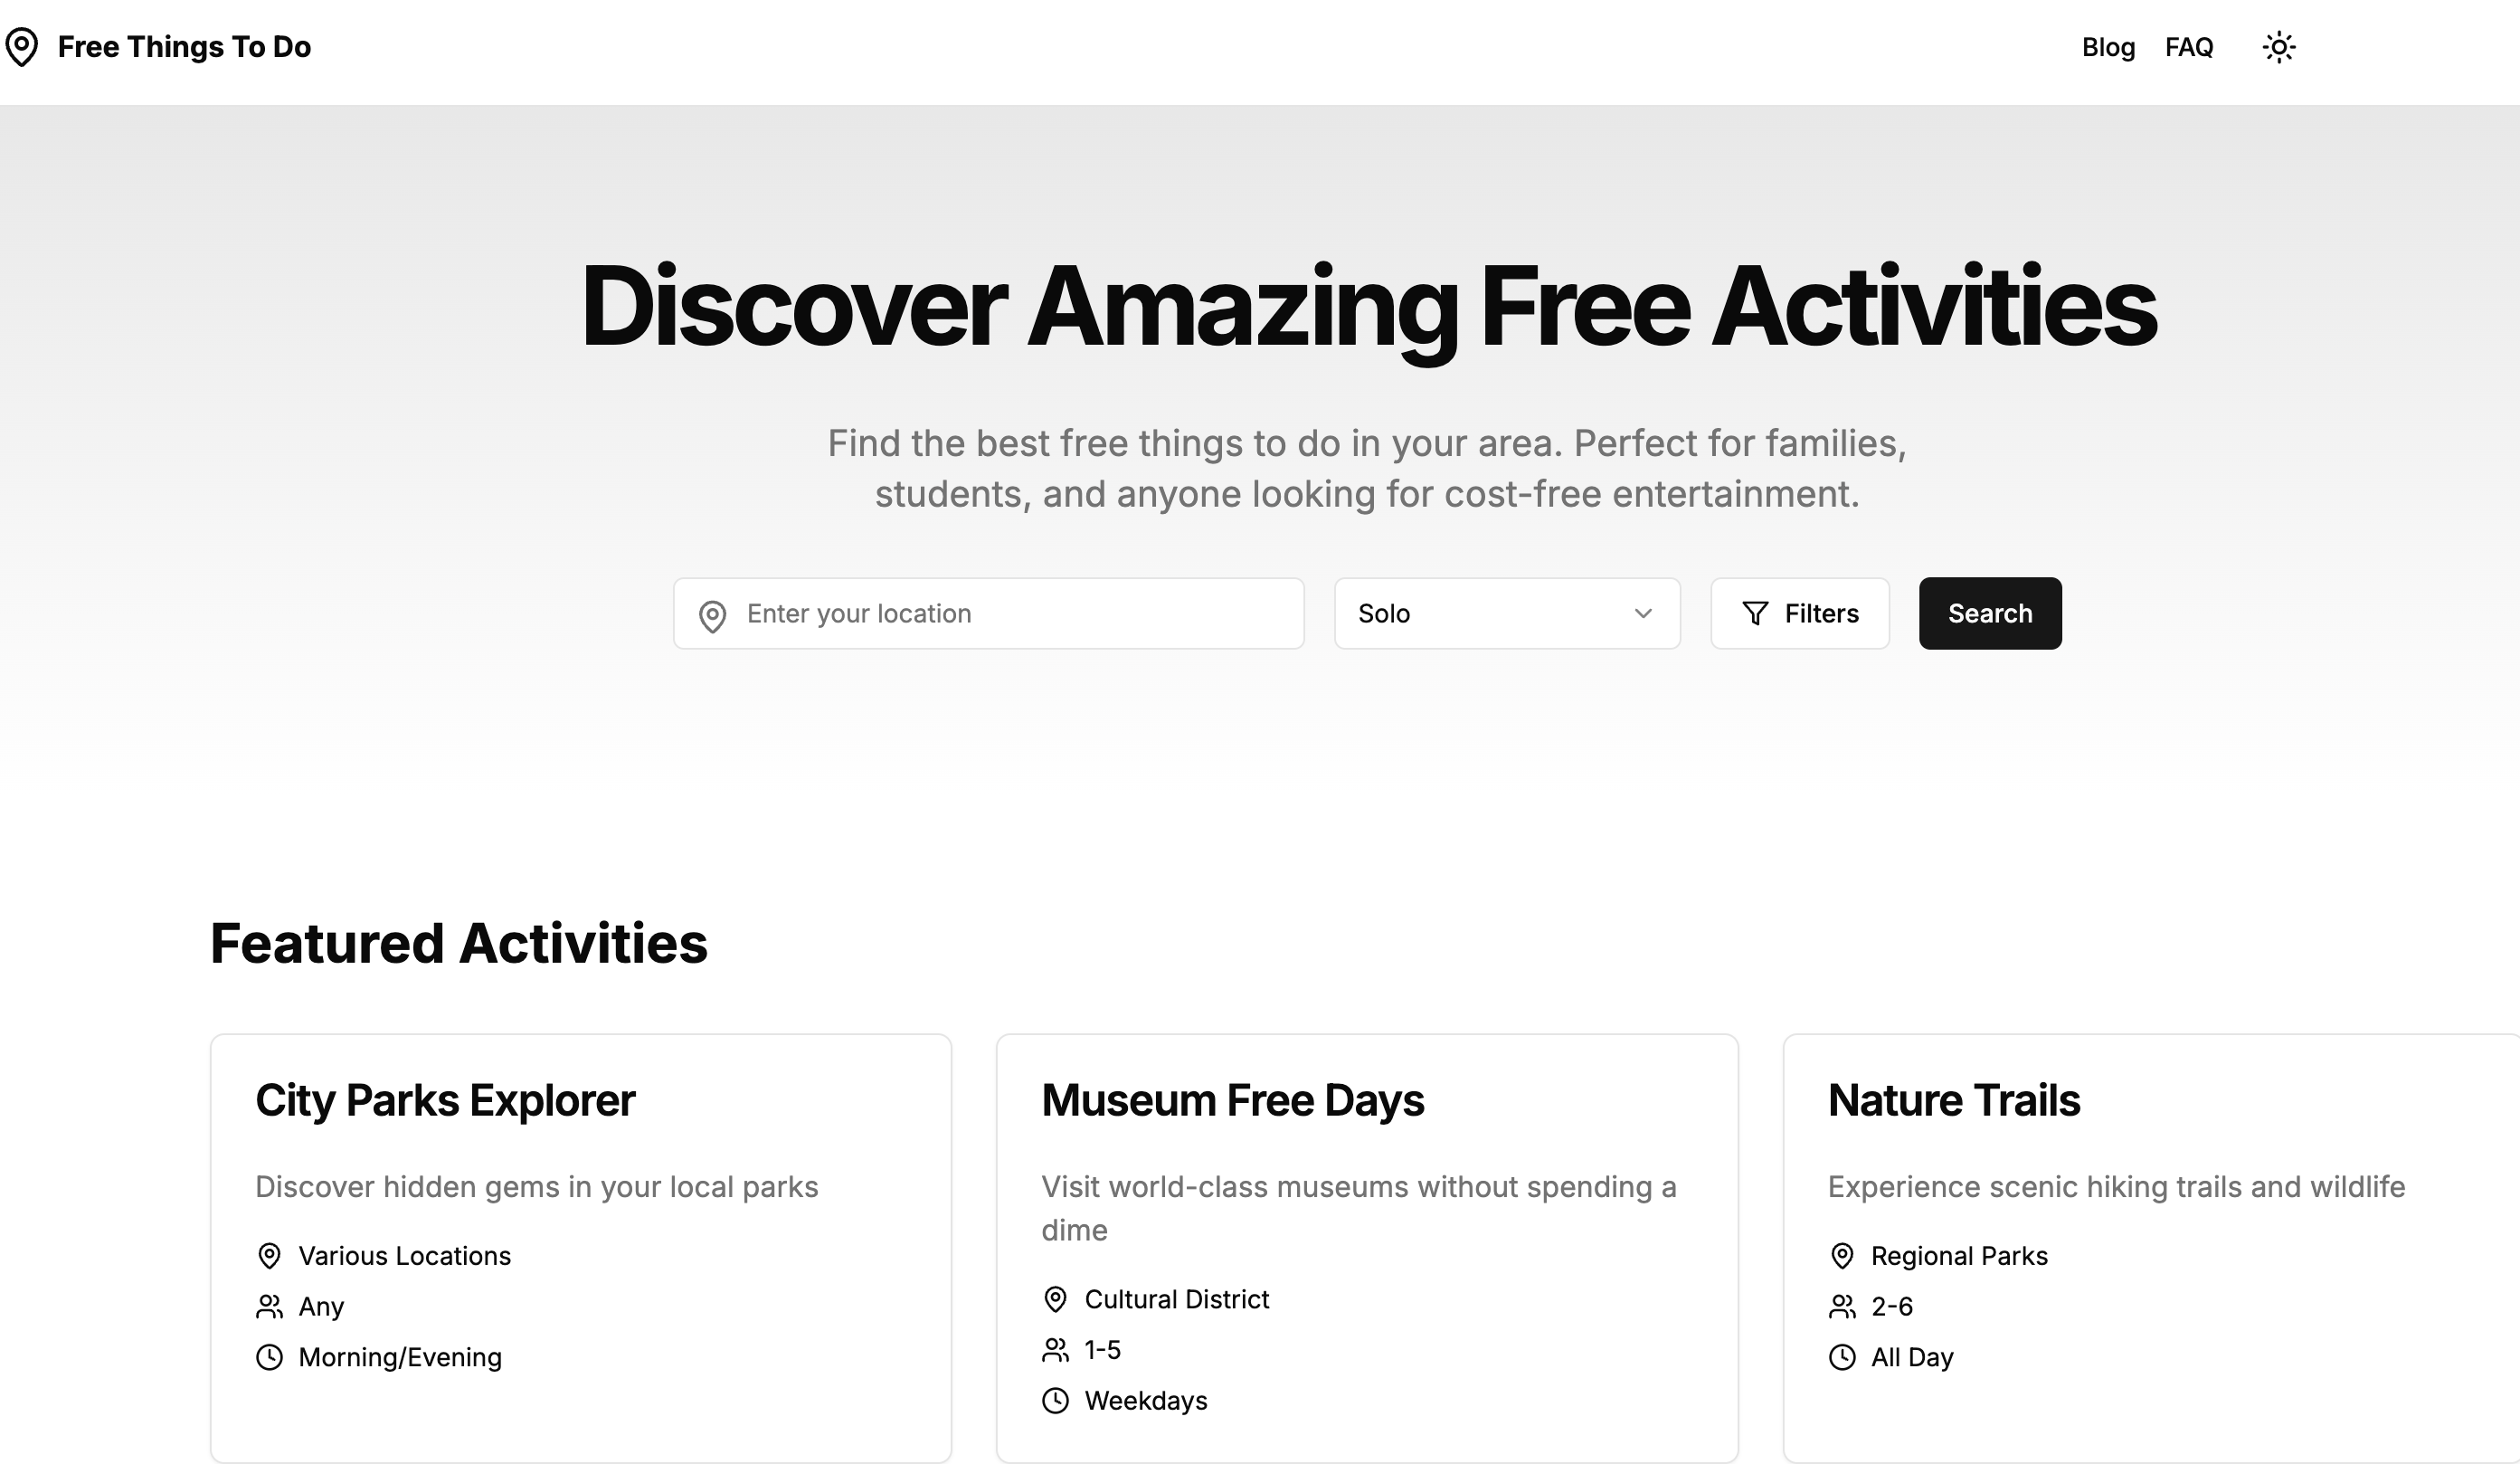 Free Things To Do
Blog
FAQ
Discover Amazing Free Activities
Find the best free things to do in your area. Perfect for families,
students, and anyone looking for cost-free entertainment.
Enter your location
Solo
Filters
Search
Featured Activities
City Parks Explorer
Discover hidden gems in your local parks
Various Locations
Any
Morning/Evening
Museum Free Days
Visit world-class museums without spending a
dime
Cultural District
1-5
Weekdays
Nature Trails
Experience scenic hiking trails and wildlife
Regional Parks
2-6
All Day